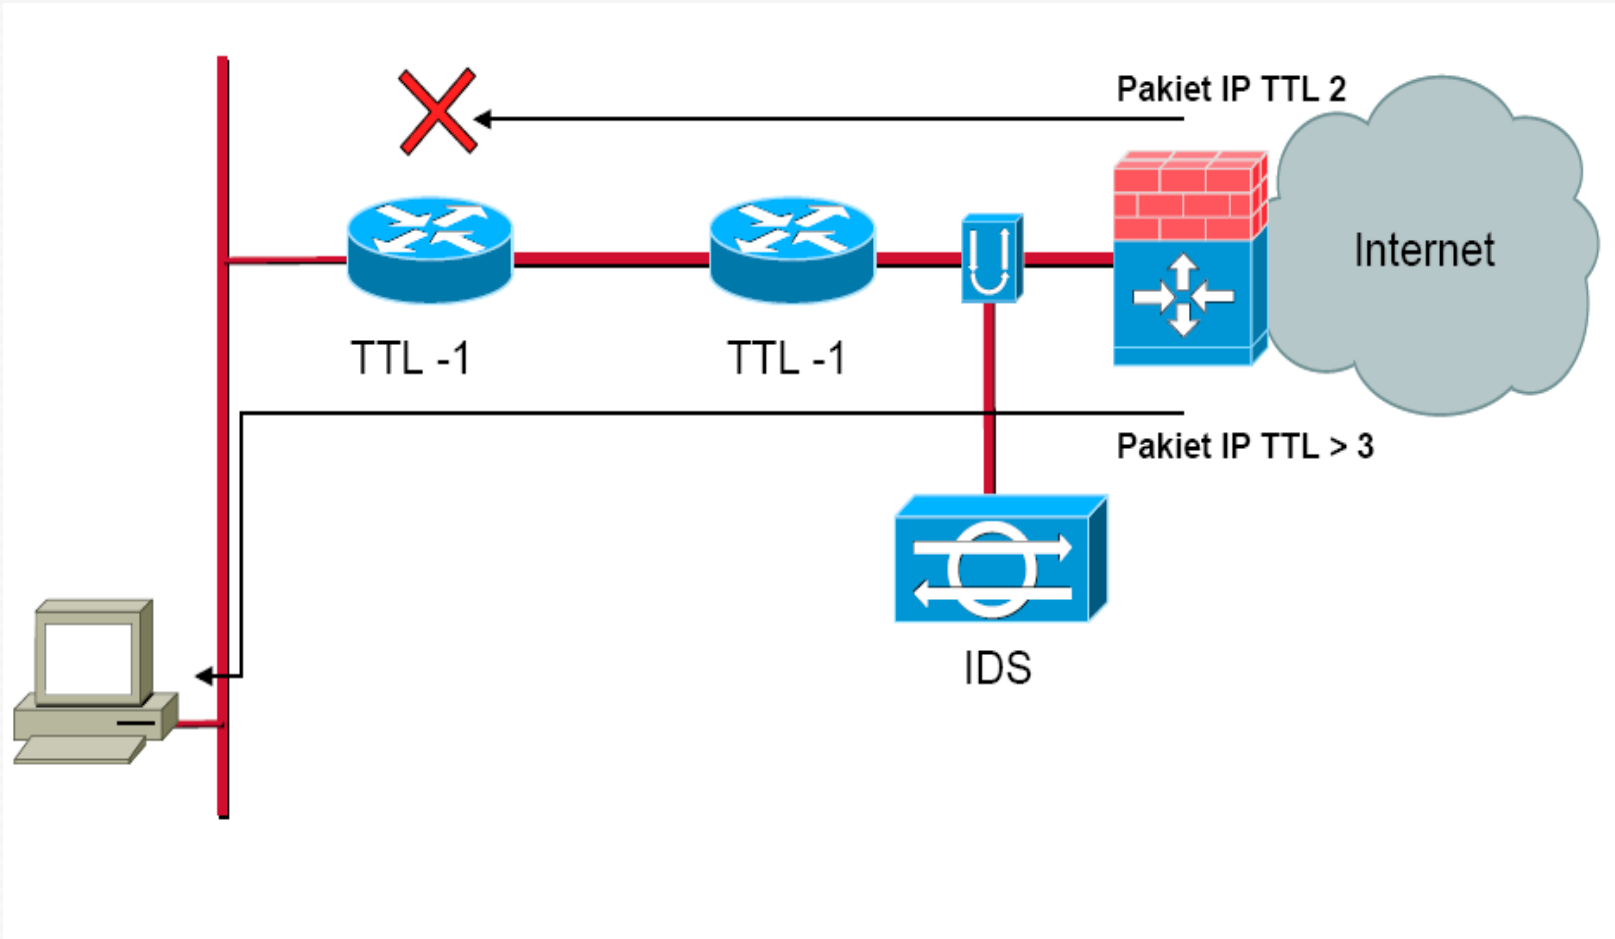 Pakiet IP TTL 2
Internet
TTL -1
TTL -1
Pakiet IP TTL > 3
IDS